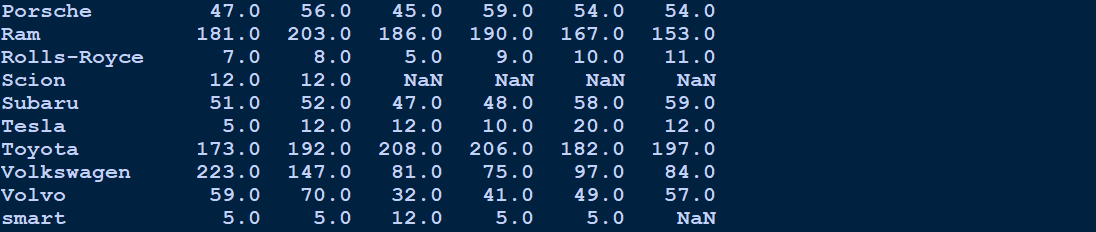 Porsche 47.0 56.0 45.0 59.0 54.0 54.0
Ram 181.0 203.0 186.0 190.0 167.0 153.0
Rolls-Royce 7.0 8.0 5.0 9.0 10.0 11.0
Scion 12.0 12.0 NaN NaN NaN NaN
Subaru 51.0 52.0 47.0 48.0 58.0 59.0
Tesla 5.0 12.0 12.0 10.0 20.0 12.0
Toyota 173.0 192.0 208.0 206.0 182.0 197.0
Volkswagen 223.0 147.0 81.0 75.0 97.0 84.0
Volvo 59.0 70.0 32.0 41.0 49.0 57.0
smart 5.0 5.0 12.0 5.0 5.0 NaN